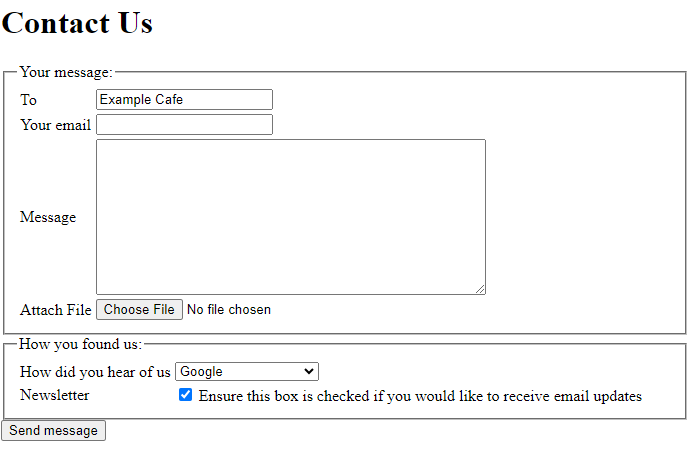 Contact Us
Your message:
To Example Cafe
Your email
Message
Attach File Choose File No file chosen
How you found us:
How did you hear of us Google
Newsletter Ensure this box is checked if you would like to receive email updates
Send message